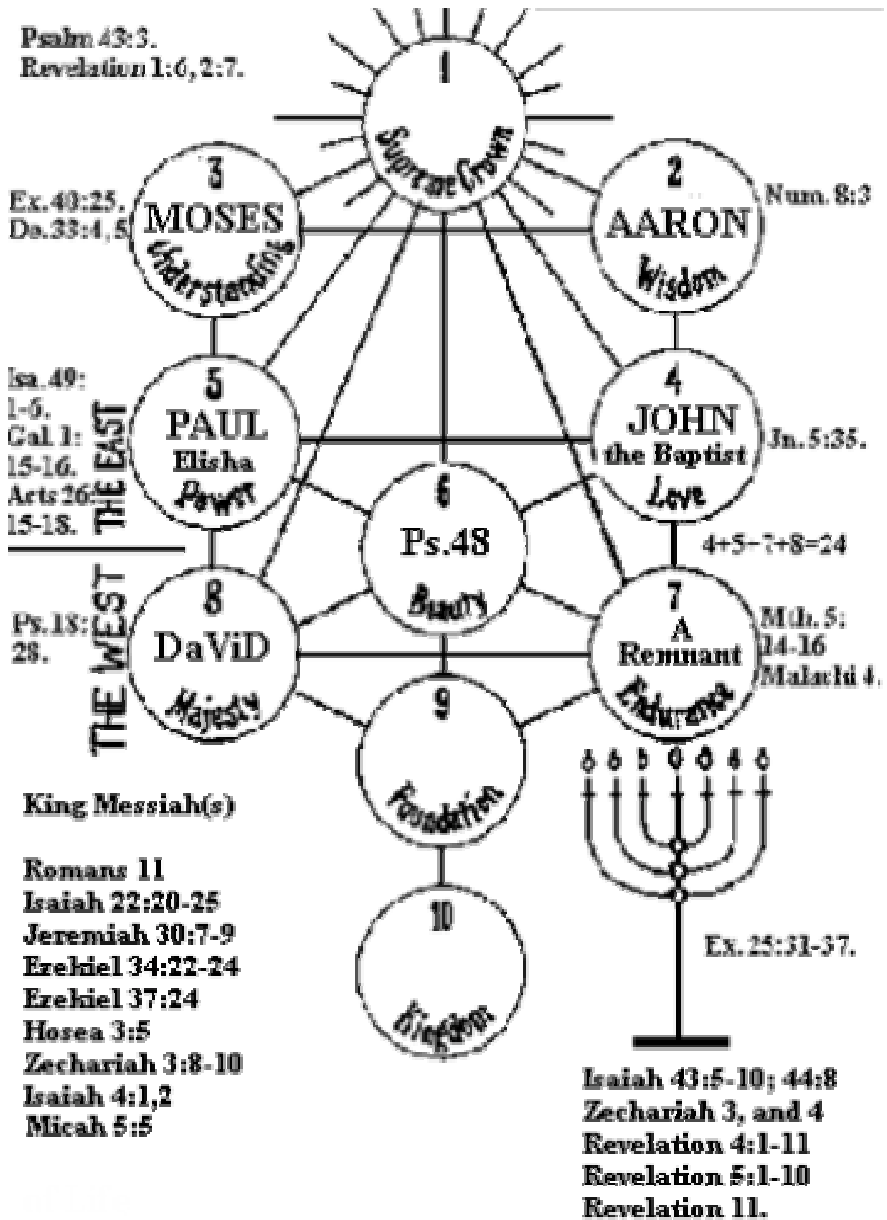 Psalm 43:3.
Revelation 1:6, 2:7.
1
Supreme Crown
3
MOSES
Understanding
2
AARON
Wisdom
Ex. 40:25.
De. 33:4, 5
Num. 8:3
5
PAUL
Elisha
Power
4
JOHN
the Baptist
Love
Isa. 49:
1-6.
Gal. 1:
15-16.
Acts 26:
15-18.
THE EAST
Jn. 5:35.
6
Ps.48
Beauty
4+5+7+8=24
THE WEST
Ps. 18:
28.
8
DaViD
Majesty
7
A
Remnant
Endurance
Mth. 5:
14-16
Malachi 4.
9
Foundation
10
Kingdom
King Messiah(s)
Romans 11
Isaiah 22:20-25
Jeremiah 30:7-9
Ezekiel 34:22-24
Ezekiel 37:24
Hosea 3:5
Zechariah 3:8-10
Isaiah 4:1,2
Micah 5:5
Ex. 25:31-37.
Isaiah 43:5-10; 44:8
Zechariah 3, and 4
Revelation 4:1-11
Revelation 5:1-10
Revelation 11.